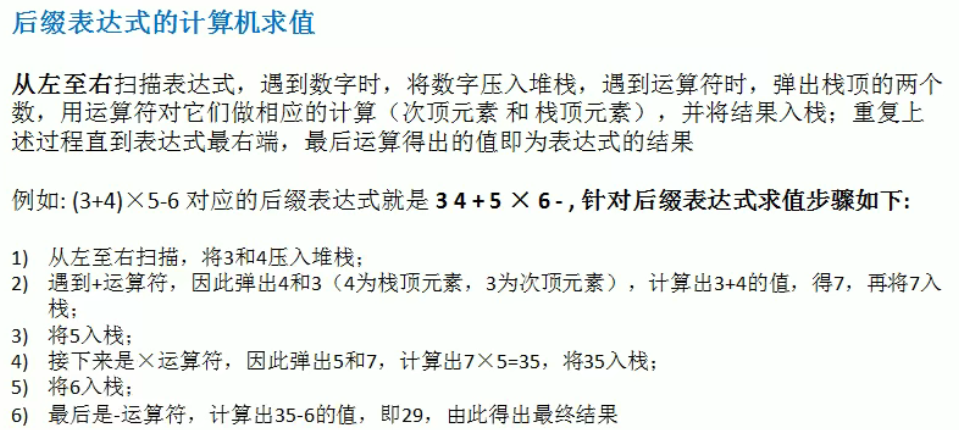 后缀表达式的计算机求值
从左至右扫描表达式，遇到数字时，将数字压入堆栈，遇到运算符时，弹出栈顶的两个
数，用运算符对它们做相应的计算（次顶元素 和 栈顶元素），并将结果入栈；重复上
述过程直到表达式最右端，最后运算得出的值即为表达式的结果
例如: (3+4)×5-6 对应的后缀表达式就是 3 4 + 5 × 6 - , 针对后缀表达式求值步骤如下:
1) 从左至右扫描，将3和4压入堆栈；
2) 遇到+运算符，因此弹出4和3（4为栈顶元素，3为次顶元素），计算出3+4的值，得7，再将7入
栈；
3) 将5入栈；
4) 接下来是×运算符，因此弹出5和7，计算出7×5=35，将35入栈；
5) 将6入栈；
6) 最后是-运算符，计算出35-6的值，即29，由此得出最终结果